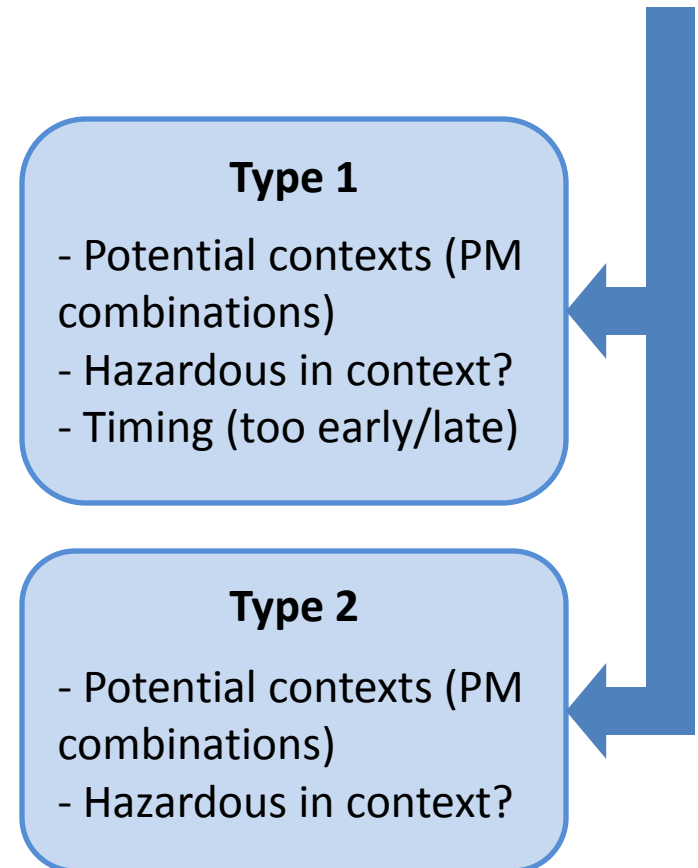 Type 1
- Potential contexts (PM
combinations)
- Hazardous in context?
- Timing (too early/late)
Type 2
- Potential contexts (PM
combinations)
- Hazardous in context?